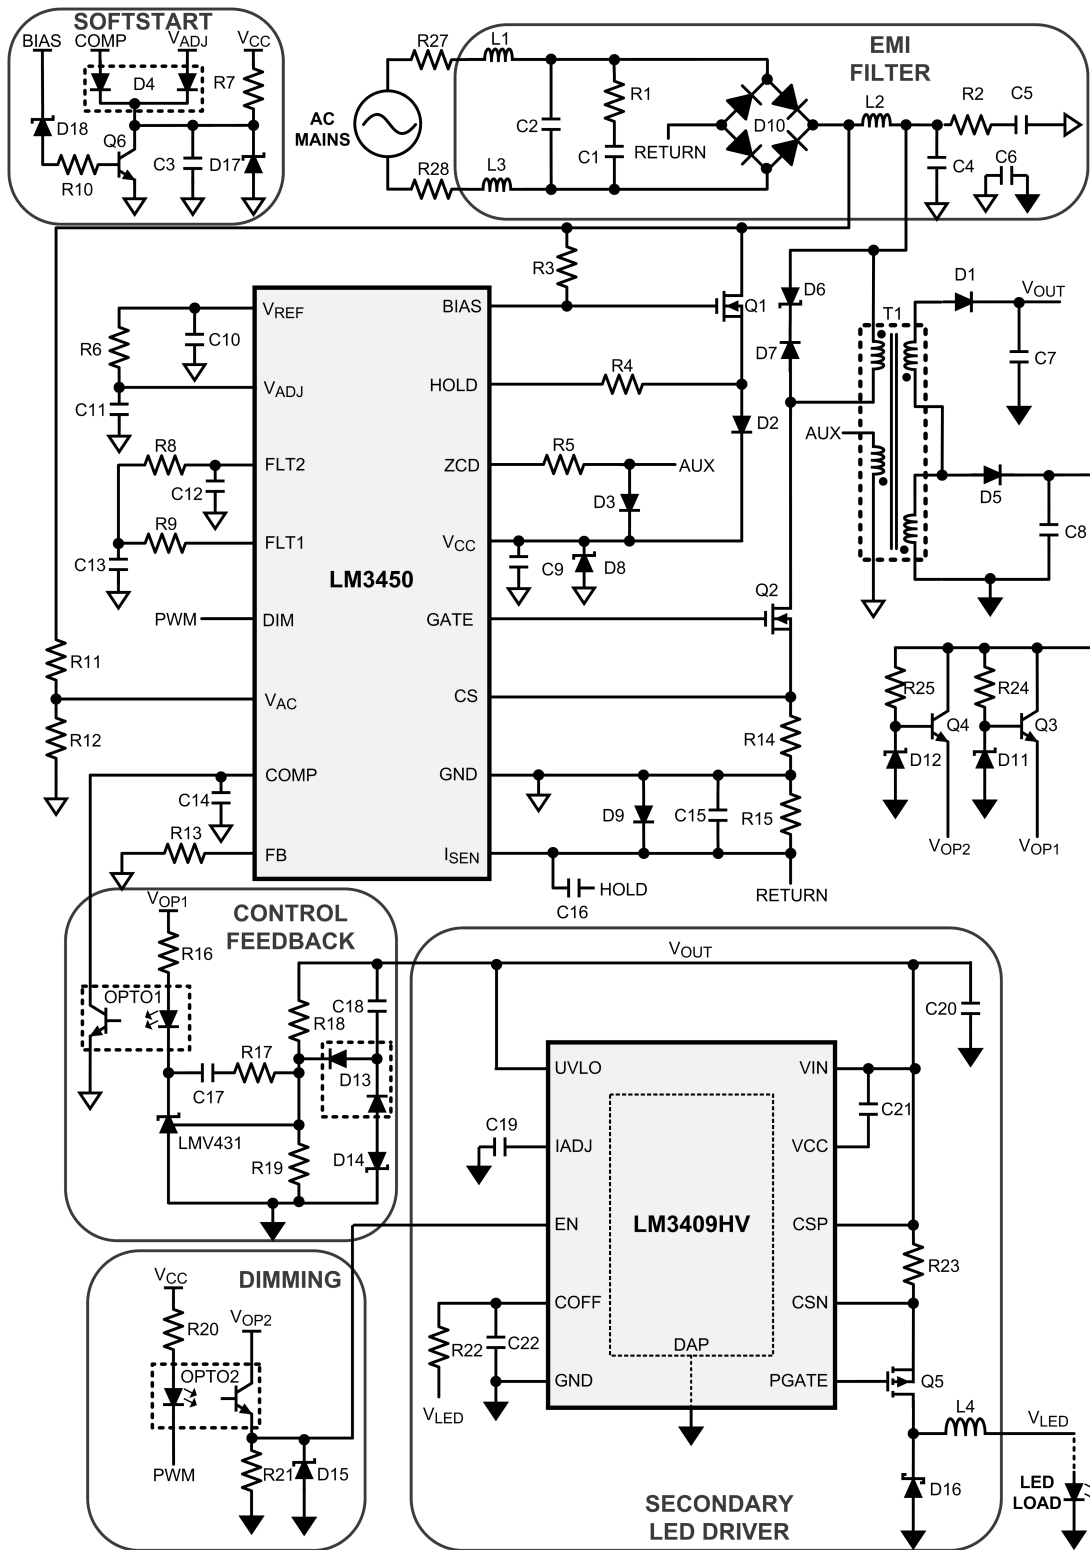 SOFTSTART
BIAS
COMP
VADJ
VCC
D4
R7
D18
Q6
R10
C3
D17
AC
MAINS
R27
R28
L1
L3
C2
R1
C1
RETURN
D10
EMI
FILTER
L2
R2
C5
C4
C6
R3
Q1
R4
D2
R5
AUX
D3
C9
D8
D6
D7
T1
D1
VOUT
C7
AUX
D5
C8
Q2
LM3450
VREF
VADJ
FLT2
FLT1
DIM
VAC
COMP
FB
BIAS
HOLD
ZCD
VCC
GATE
CS
GND
ISEN
R6
C10
C11
R8
C12
R9
C13
PWM
R11
R12
C14
R13
R14
D9
C15
R15
C16
HOLD
RETURN
R25
Q4
D12
VOP2
R24
Q3
D11
VOP1
CONTROL
FEEDBACK
VOP1
R16
OPTO1
C17
R17
R18
C18
D13
LMV431
R19
D14
DIMMING
VCC
R20
VOP2
OPTO2
PWM
R21
D15
VOUT
C20
LM3409HV
UVLO
IADJ
EN
COFF
GND
VIN
VCC
CSP
CSN
PGATE
DAP
C19
C21
R23
R22
C22
VLED
Q5
L4
VLED
D16
LED
LOAD
SECONDARY
LED DRIVER